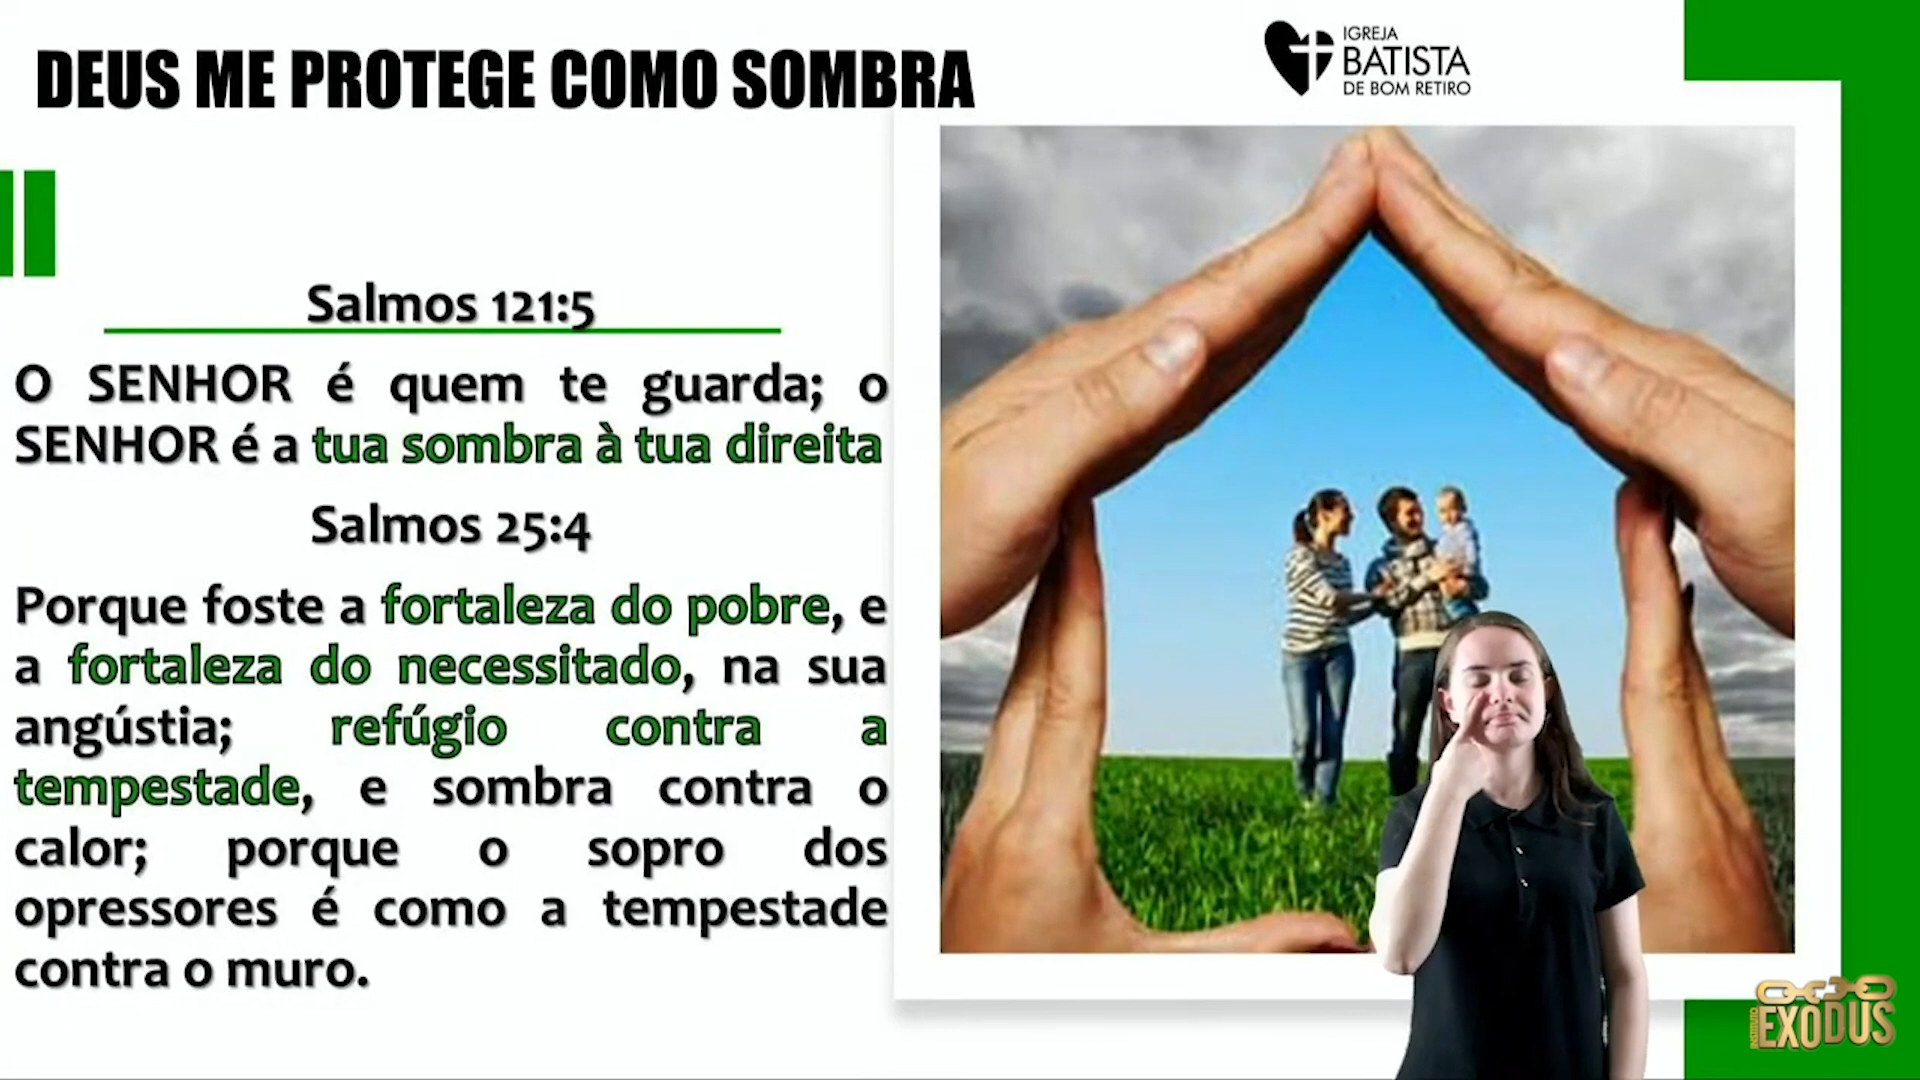 DEUS ME PROTEGE COMO SOMBRA
IGREJA
BATISTA
DE BOM RETIRO
Salmos 121:5
O SENHOR é quem te guarda; o
SENHOR é a tua sombra à tua direita
Salmos 25:4
Porque foste a fortaleza do pobre, e
a fortaleza do necessitado, na sua
angústia; refúgio contra a
tempestade, e sombra contra o
calor; porque o sopro dos
opressores é como a tempestade
contra o muro.
INSTITUTO
EXODUS